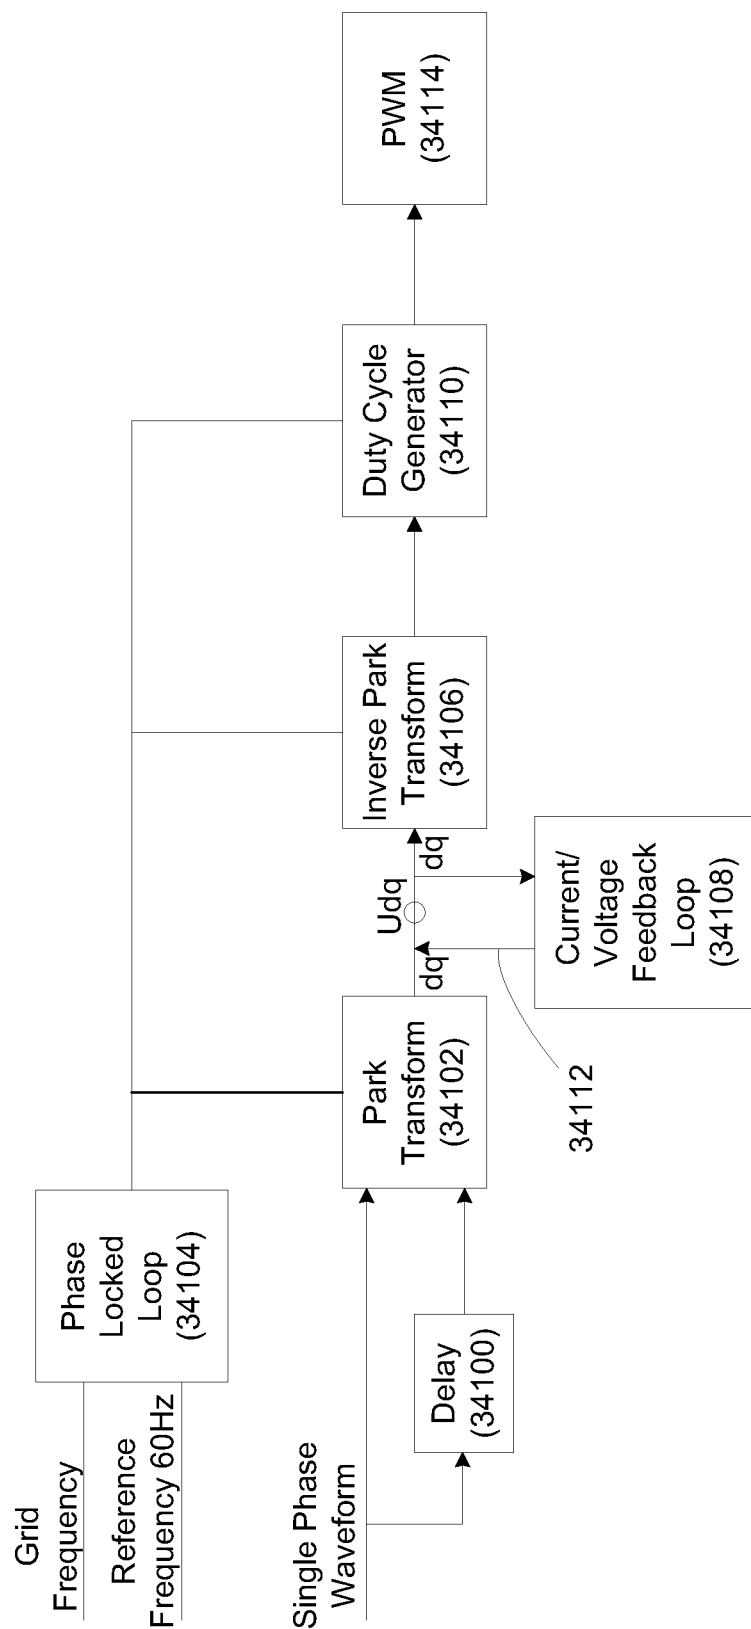 Grid
Frequency
Reference
Frequency 60Hz
Phase
Locked
Loop
(34104)
Single Phase
Waveform
Delay
(34100)
Park
Transform
(34102)
dq
Udq
dq
34112
Current/
Voltage
Feedback
Loop
(34108)
Inverse Park
Transform
(34106)
Duty Cycle
Generator
(34110)
PWM
(34114)